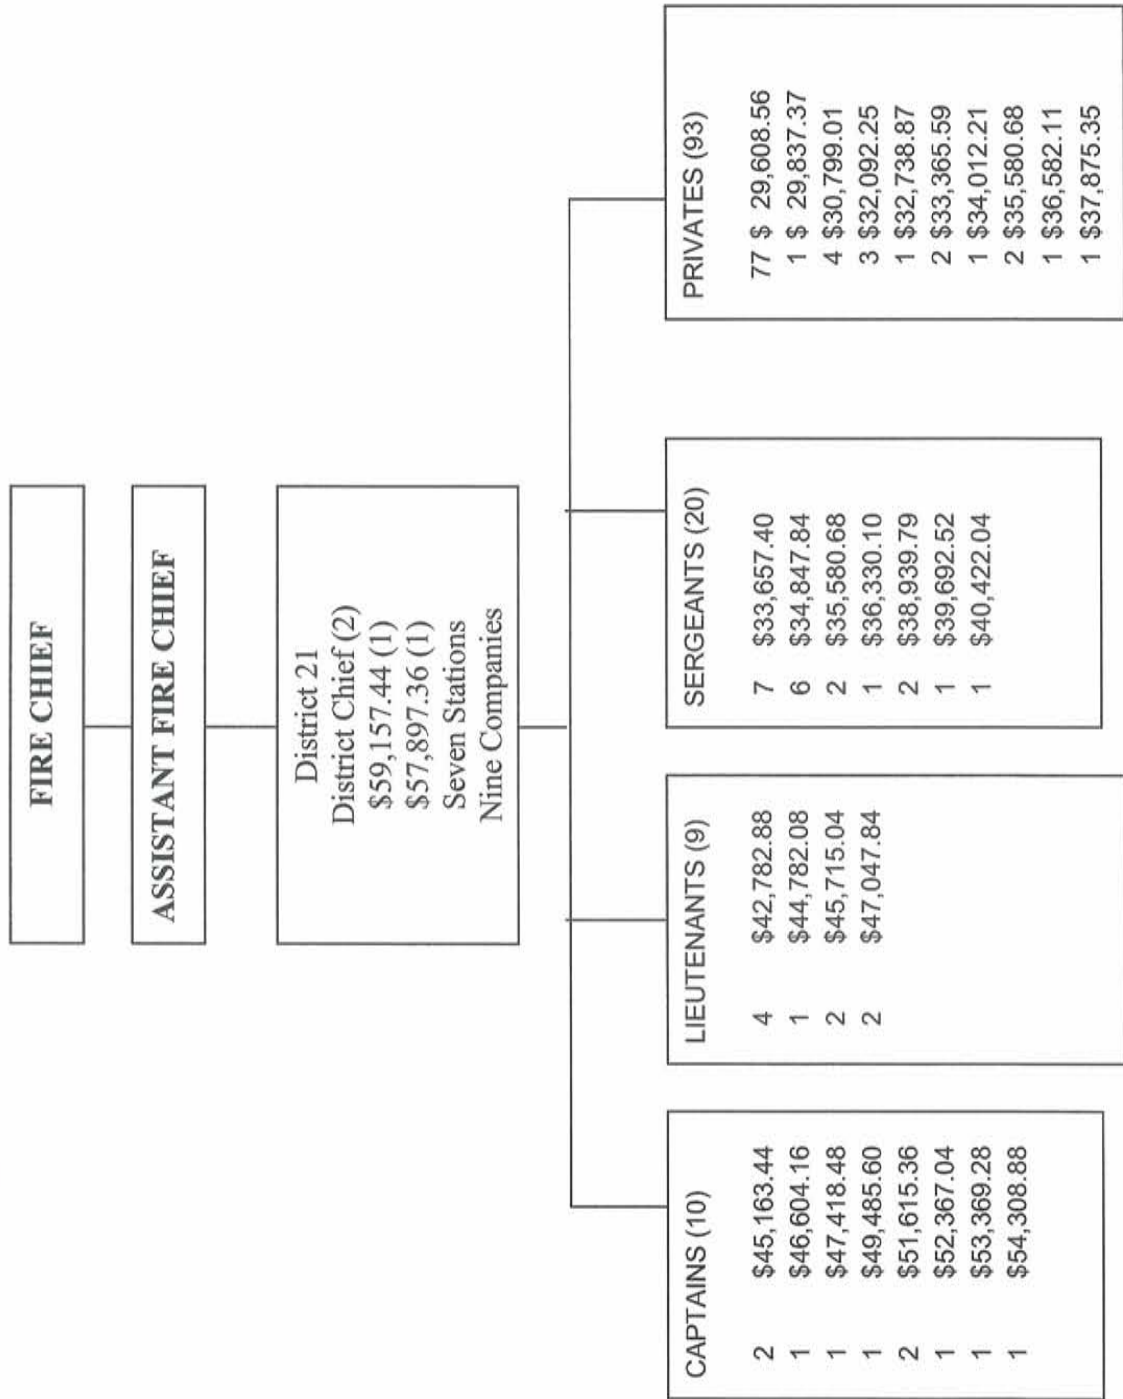 FIRE CHIEF
ASSISTANT FIRE CHIEF
District 21
District Chief (2)
$59,157.44 (1)
$57,897.36 (1)
Seven Stations
Nine Companies
CAPTAINS (10)
2 $45,163.44
1 $46,604.16
1 $47,418.48
1 $49,485.60
2 $51,615.36
1 $52,367.04
1 $53,369.28
1 $54,308.88
LIEUTENANTS (9)
4 $42,782.88
1 $44,782.08
2 $45,715.04
2 $47,047.84
SERGEANTS (20)
7 $33,657.40
6 $34,847.84
2 $35,580.68
1 $36,330.10
2 $38,939.79
1 $39,692.52
1 $40,422.04
PRIVATES (93)
77 $ 29,608.56
1 $ 29,837.37
4 $30,799.01
3 $32,092.25
1 $32,738.87
2 $33,365.59
1 $34,012.21
2 $35,580.68
1 $36,582.11
1 $37,875.35